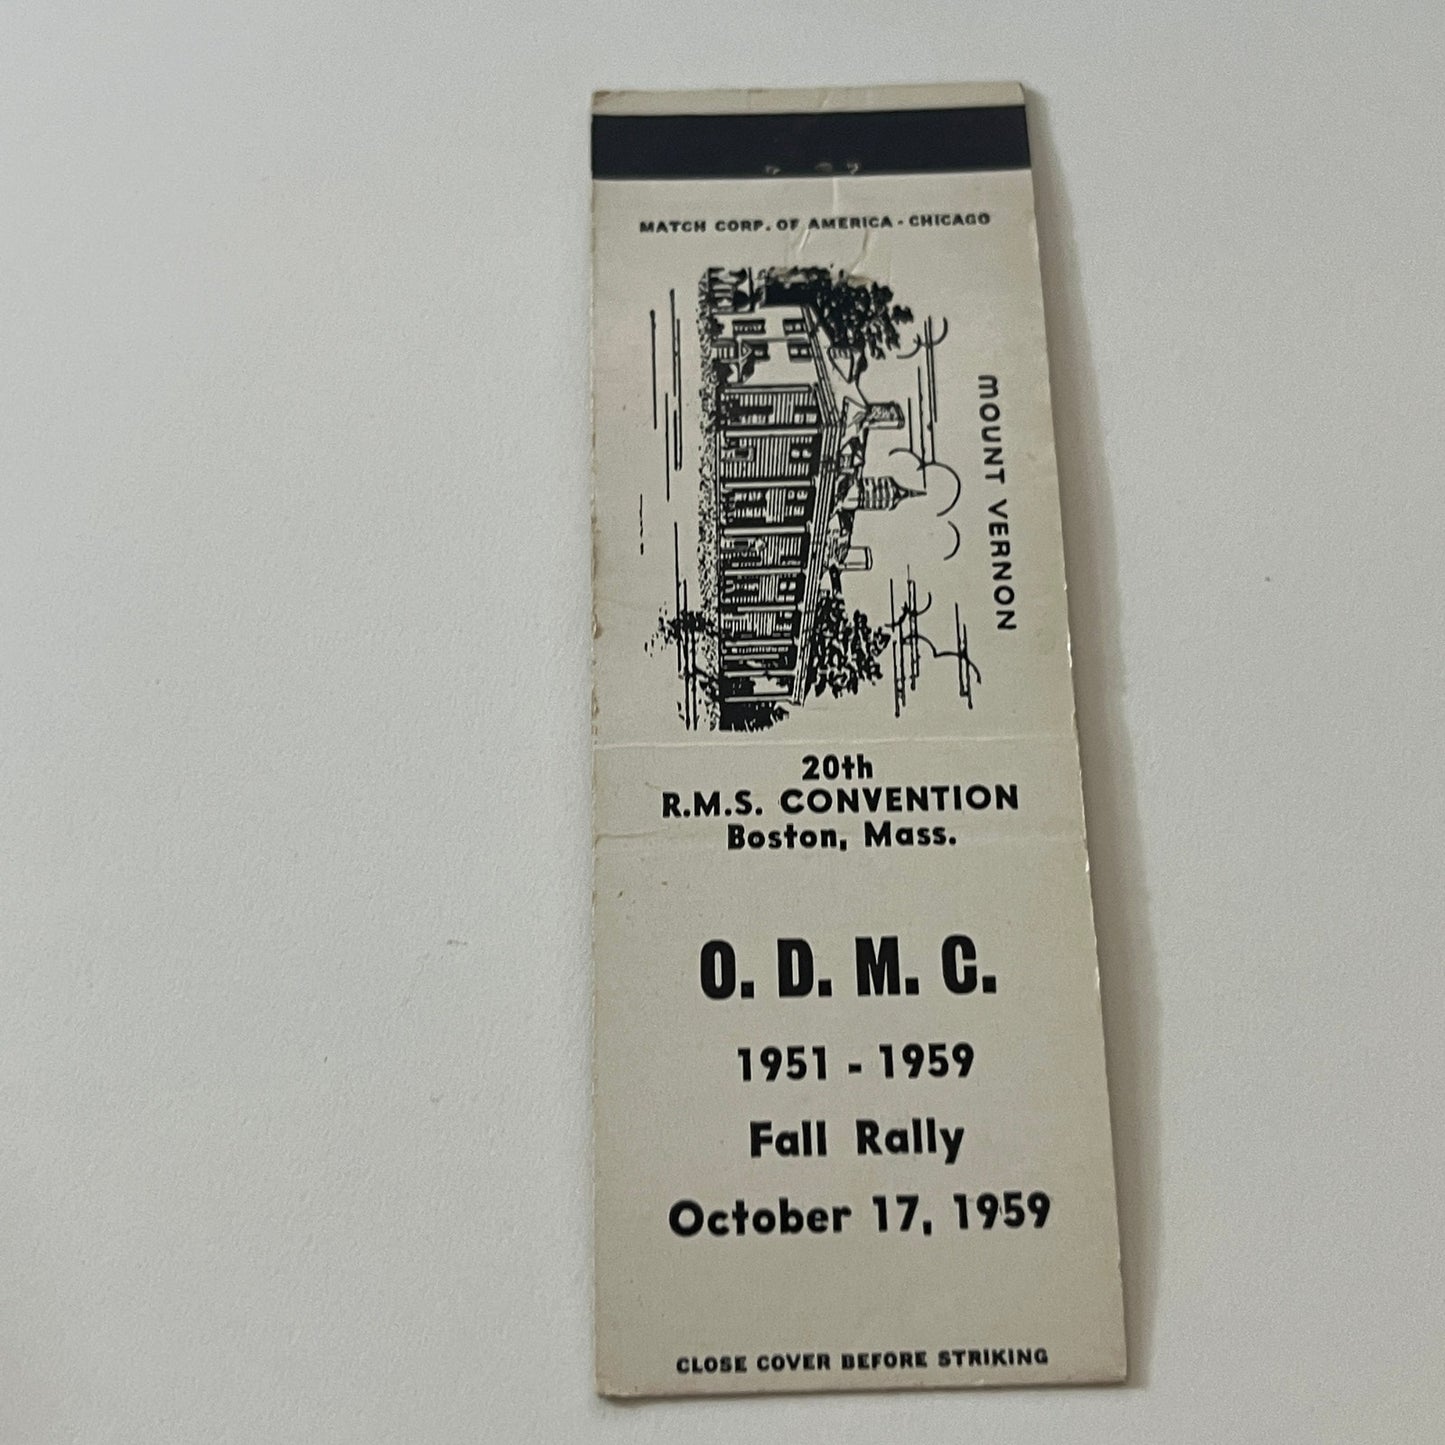 MATCH CORP. OF AMERICA - CHICAGO
MOUNT VERNON
20th
R.M.S. CONVENTION
Boston, Mass.
O. D. M. C.
1951 - 1959
Fall Rally
October 17, 1959
CLOSE COVER BEFORE STRIKING